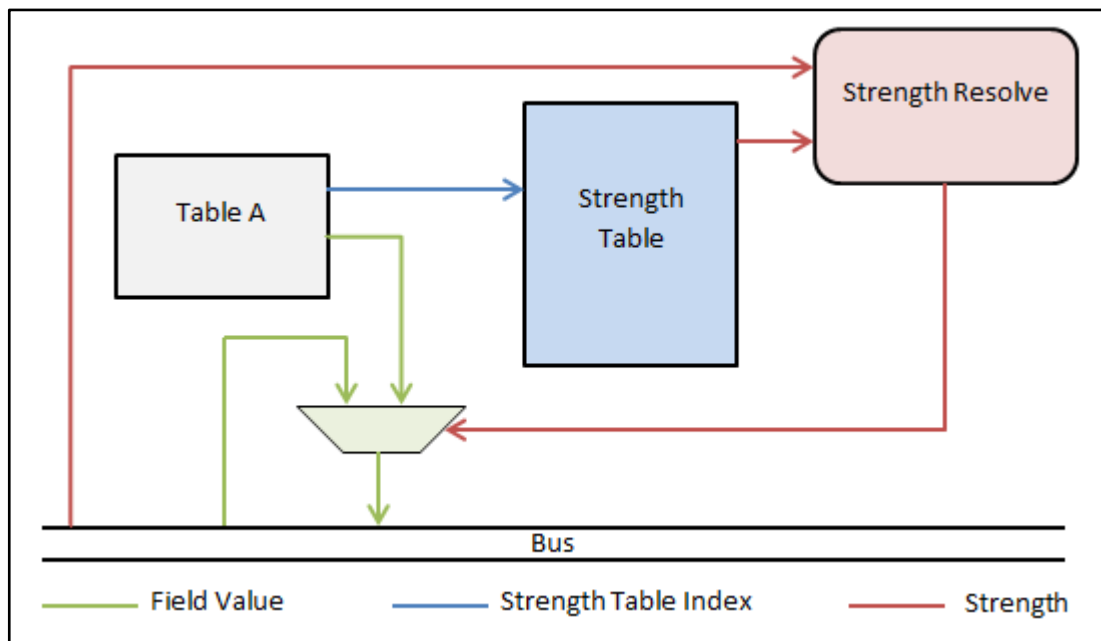 Strength Resolve
Table A
Strength
Table
Bus
Field Value
Strength Table Index
Strength